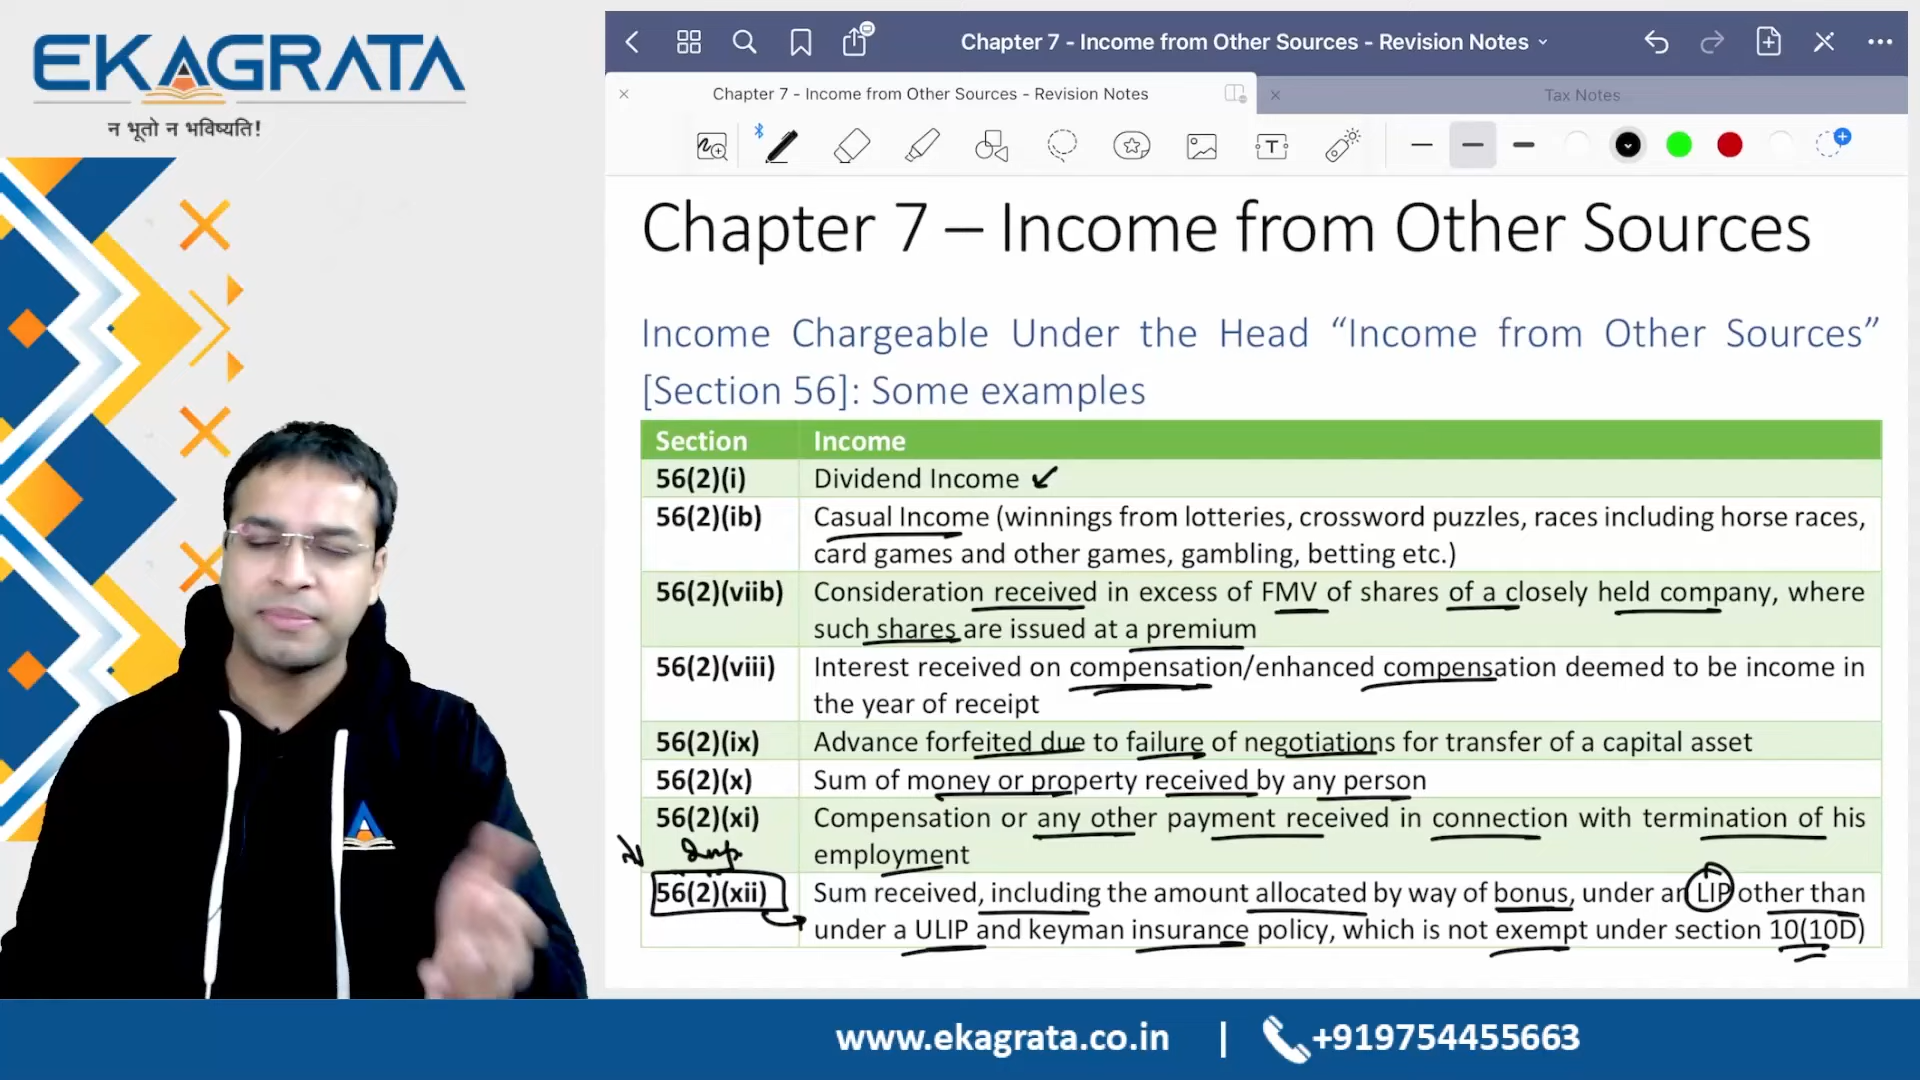 EKAGRATA
न भूतो न भविष्यति!
Chapter 7 - Income from Other Sources - Revision Notes
Chapter 7 - Income from Other Sources - Revision Notes
Tax Notes
Chapter 7 – Income from Other Sources
Income Chargeable Under the Head “Income from Other Sources”
[Section 56]: Some examples
Section Income
56(2)(i) Dividend Income
56(2)(ib) Casual Income (winnings from lotteries, crossword puzzles, races including horse races,
card games and other games, gambling, betting etc.)
56(2)(viib) Consideration received in excess of FMV of shares of a closely held company, where
such shares are issued at a premium
56(2)(viii) Interest received on compensation/enhanced compensation deemed to be income in
the year of receipt
56(2)(ix) Advance forfeited due to failure of negotiations for transfer of a capital asset
56(2)(x) Sum of money or property received by any person
56(2)(xi) Compensation or any other payment received in connection with termination of his
employment
Imp
56(2)(xii) Sum received, including the amount allocated by way of bonus, under an LIP other than
under a ULIP and keyman insurance policy, which is not exempt under section 10(10D)
www.ekagrata.co.in | +919754455663